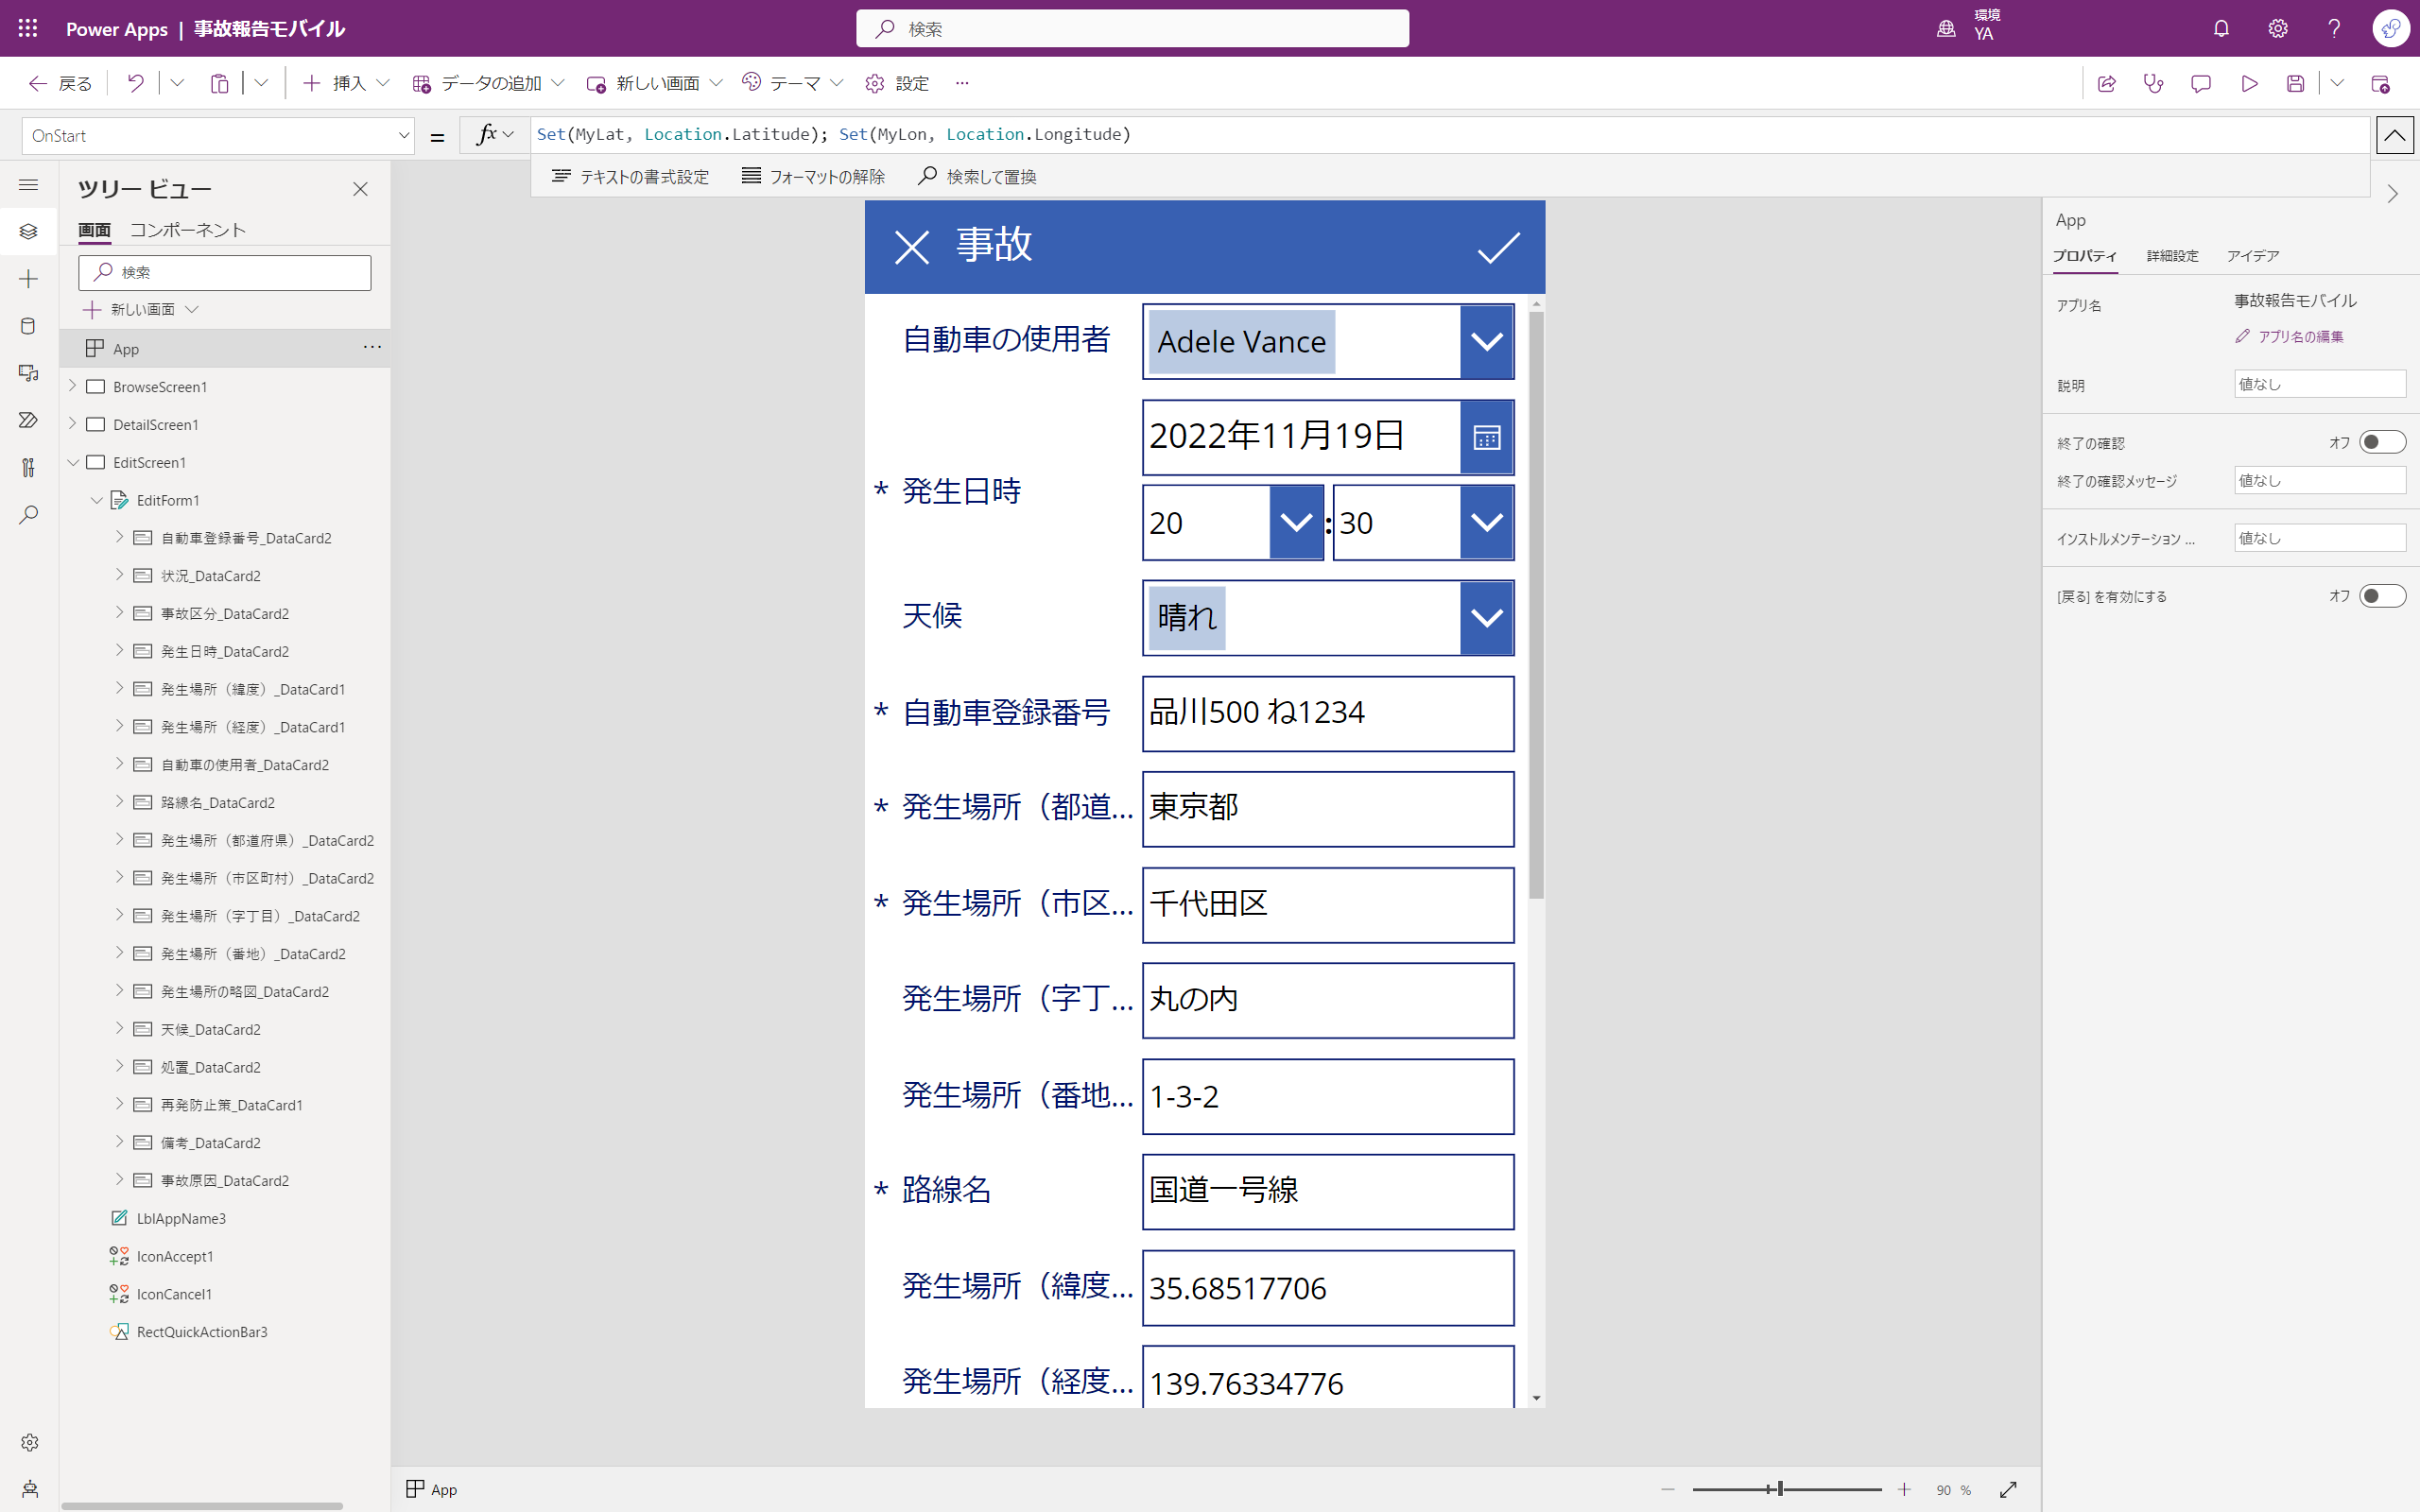 Power Apps | 事故報告モバイル
検索
環境
YA
戻る
挿入
データの追加
新しい画面
テーマ
設定
OnStart
=
fx
Set(MyLat, Location.Latitude); Set(MyLon, Location.Longitude)
テキストの書式設定
フォーマットの解除
検索して置換
ツリー ビュー
画面 コンポーネント
検索
新しい画面
App
BrowseScreen1
DetailScreen1
EditScreen1
EditForm1
自動車登録番号_DataCard2
状況_DataCard2
事故区分_DataCard2
発生日時_DataCard2
発生場所（緯度）_DataCard1
発生場所（経度）_DataCard1
自動車の使用者_DataCard2
路線名_DataCard2
発生場所（都道府県）_DataCard2
発生場所（市区町村）_DataCard2
発生場所（字丁目）_DataCard2
発生場所（番地）_DataCard2
発生場所の略図_DataCard2
天候_DataCard2
処置_DataCard2
再発防止策_DataCard1
備考_DataCard2
事故原因_DataCard2
LblAppName3
IconAccept1
IconCancel1
RectQuickActionBar3
事故
自動車の使用者 Adele Vance
2022年11月19日
* 発生日時
20 : 30
天候 晴れ
* 自動車登録番号 品川500 ね1234
* 発生場所（都道... 東京都
* 発生場所（市区... 千代田区
発生場所（字丁... 丸の内
発生場所（番地... 1-3-2
* 路線名 国道一号線
発生場所（緯度... 35.68517706
発生場所（経度... 139.76334776
App
90 %
App
プロパティ 詳細設定 アイデア
アプリ名 事故報告モバイル
アプリ名の編集
説明 値なし
終了の確認 オフ
終了の確認メッセージ 値なし
インストルメンテーション ... 値なし
[戻る] を有効にする オフ